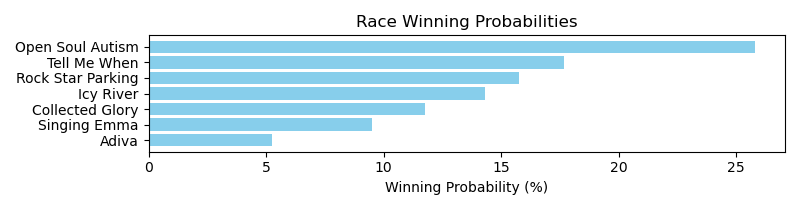 Race Winning Probabilities
Open Soul Autism
Tell Me When
Rock Star Parking
Icy River
Collected Glory
Singing Emma
Adiva
0 5 10 15 20 25
Winning Probability (%)